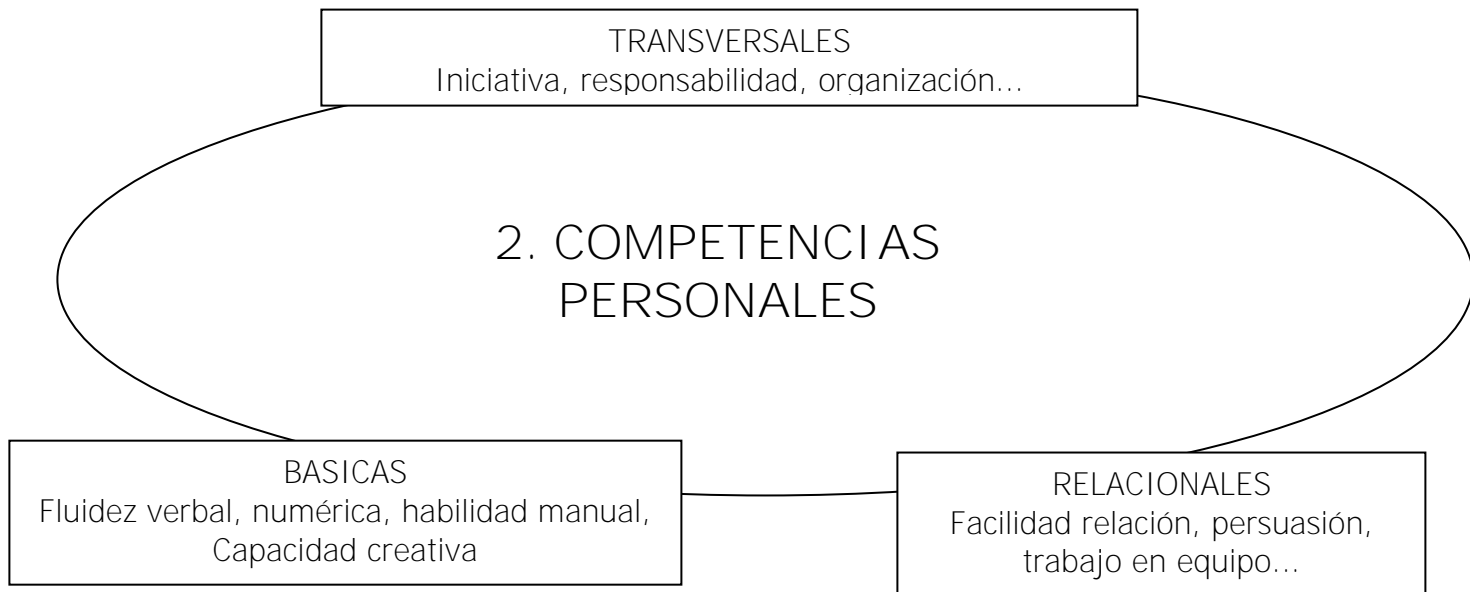 TRANSVERSALES
Iniciativa, responsabilidad, organización...
2. COMPETENCIAS
PERSONALES
BASICAS
Fluidez verbal, numérica, habilidad manual,
Capacidad creativa
RELACIONALES
Facilidad relación, persuasión,
trabajo en equipo...